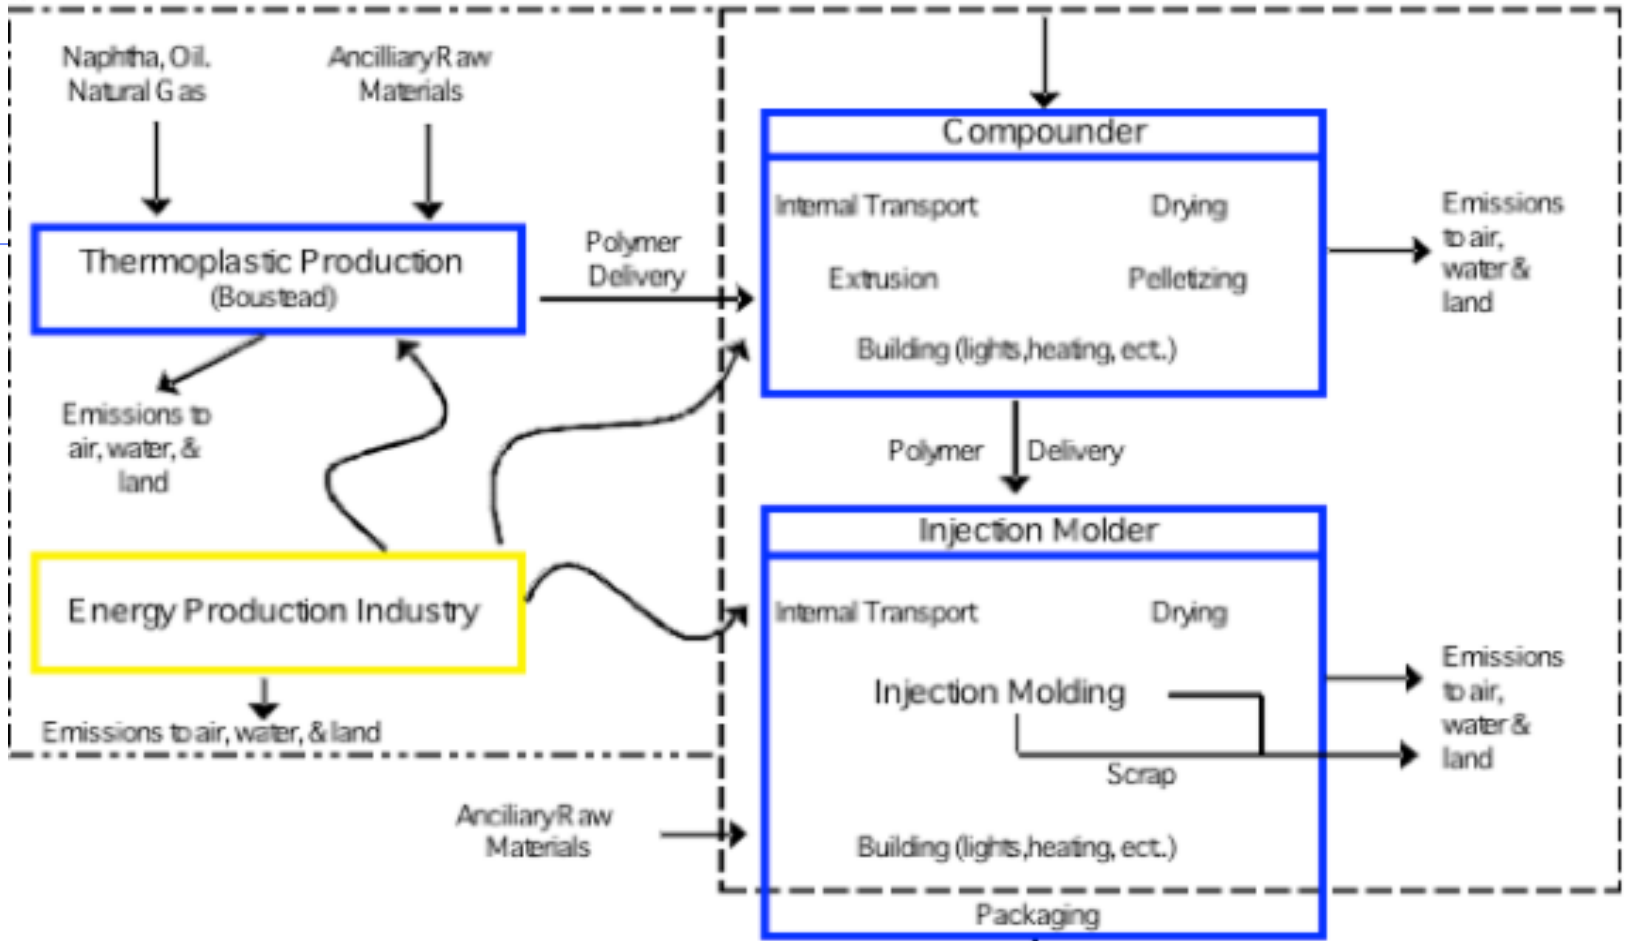 Naphtha, Oil.
Natural Gas
Ancilliary Raw
Materials
Thermoplastic Production
(Boustead)
Emissions to
air, water, &
land
Polymer
Delivery
Energy Production Industry
Emissions to air, water, & land
Compounder
Internal Transport
Drying
Extrusion
Pelletizing
Building (lights,heating, ect..)
Emissions
to air,
water &
land
Polymer Delivery
Injection Molder
Internal Transport
Drying
Injection Molding
Scrap
Building (lights,heating, ect..)
Packaging
Emissions
to air,
water &
land
Anciliary Raw
Materials